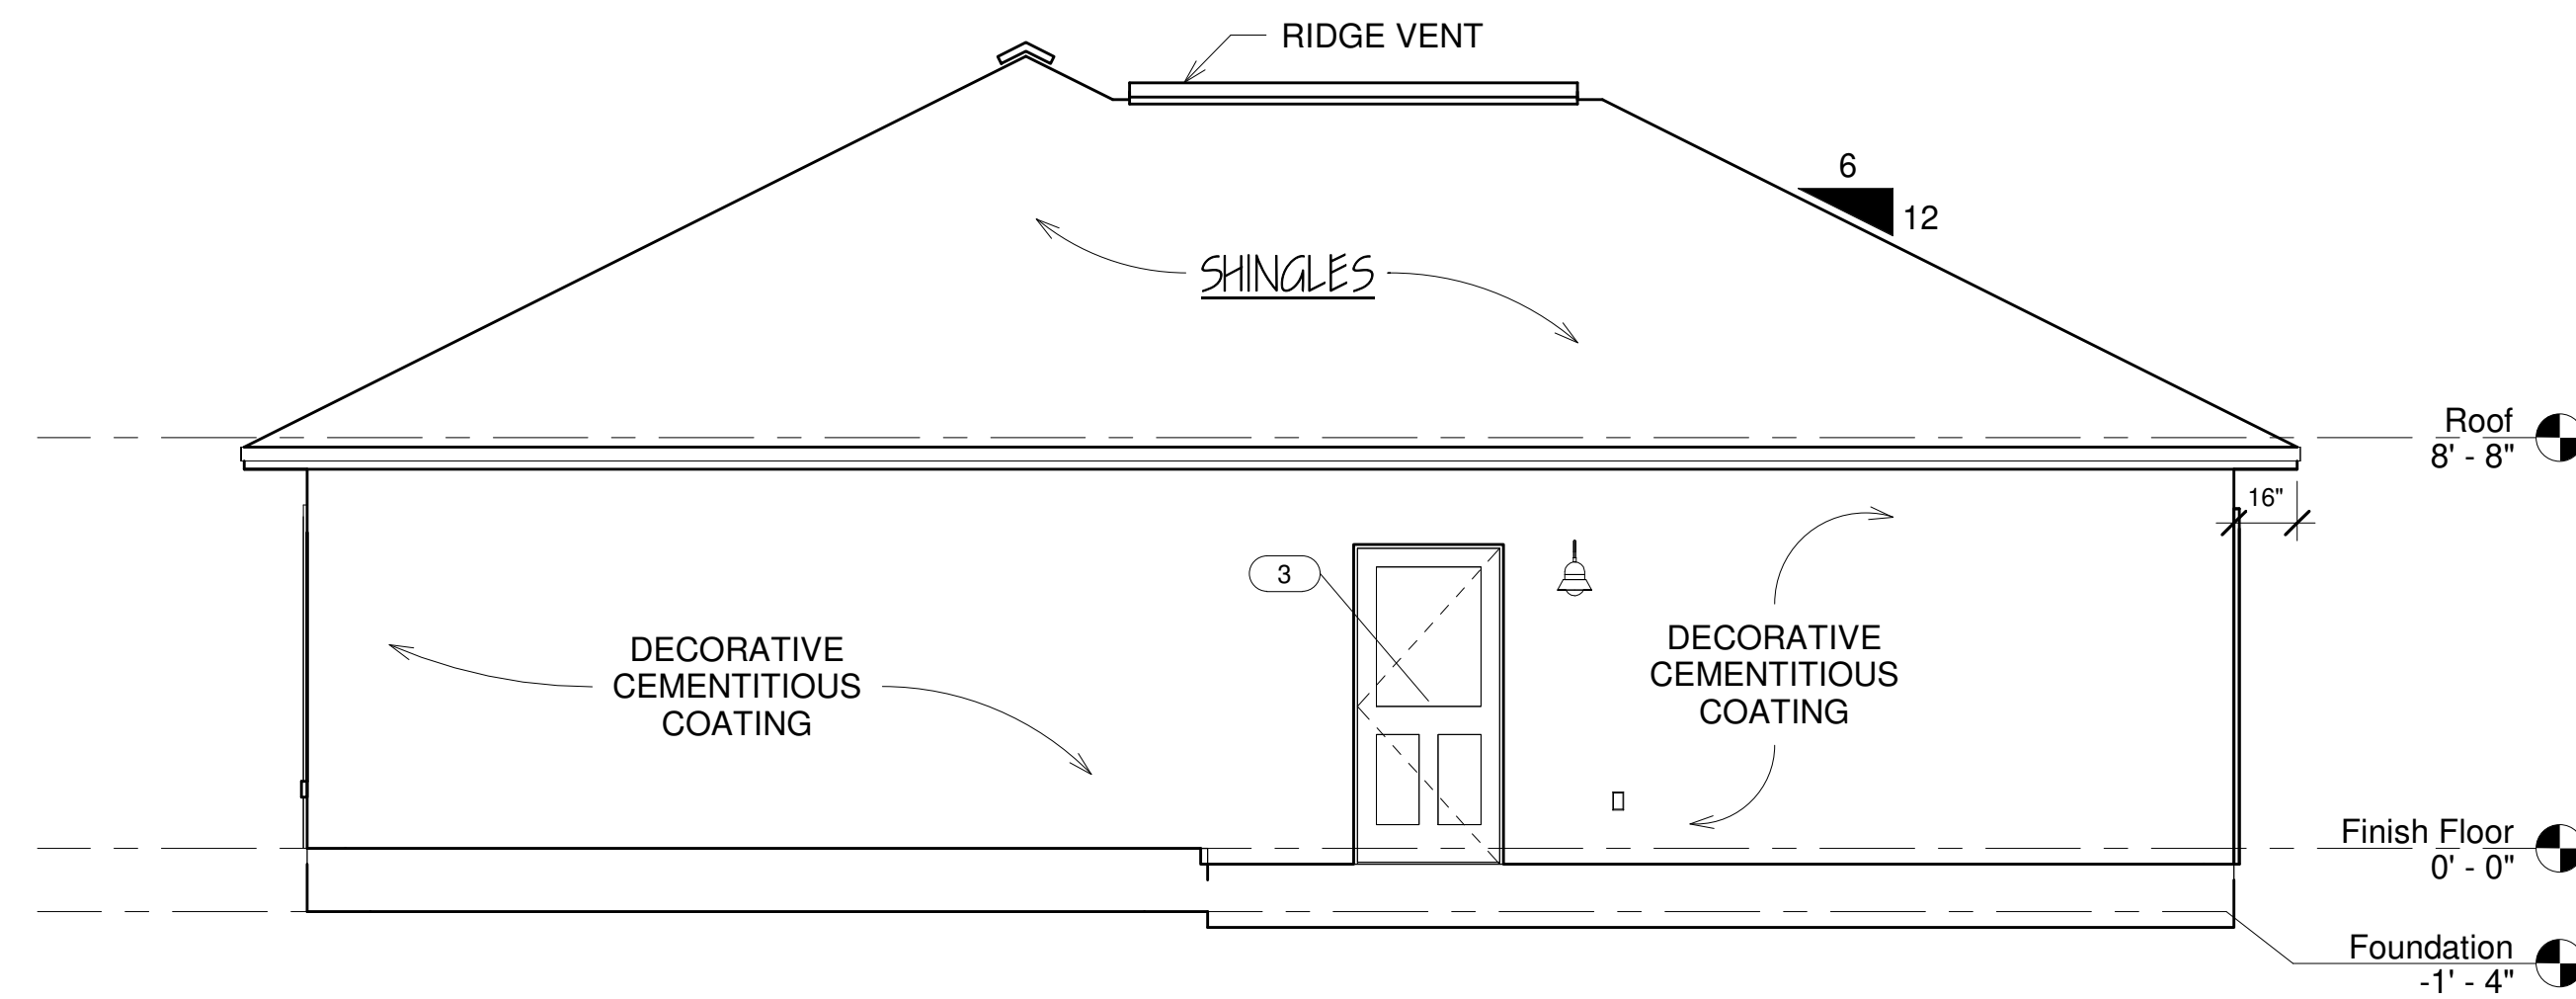 RIDGE VENT
6
12
SHINGLES
Roof
8' - 8"
16"
3
DECORATIVE
CEMENTITIOUS
COATING
DECORATIVE
CEMENTITIOUS
COATING
Finish Floor
0' - 0"
Foundation
-1' - 4"